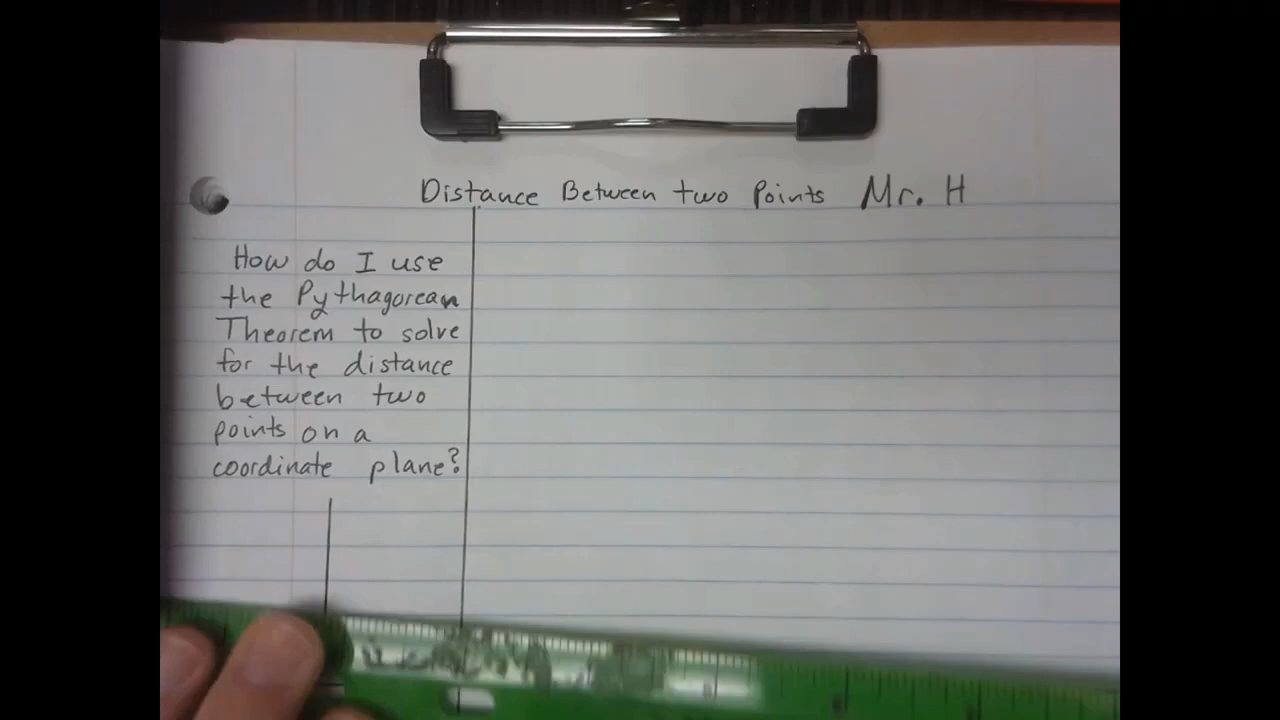 Distance Between two Points Mr. H
How do I use
the Pythagorean
Theorem to solve
for the distance
between two
points on a
coordinate plane?